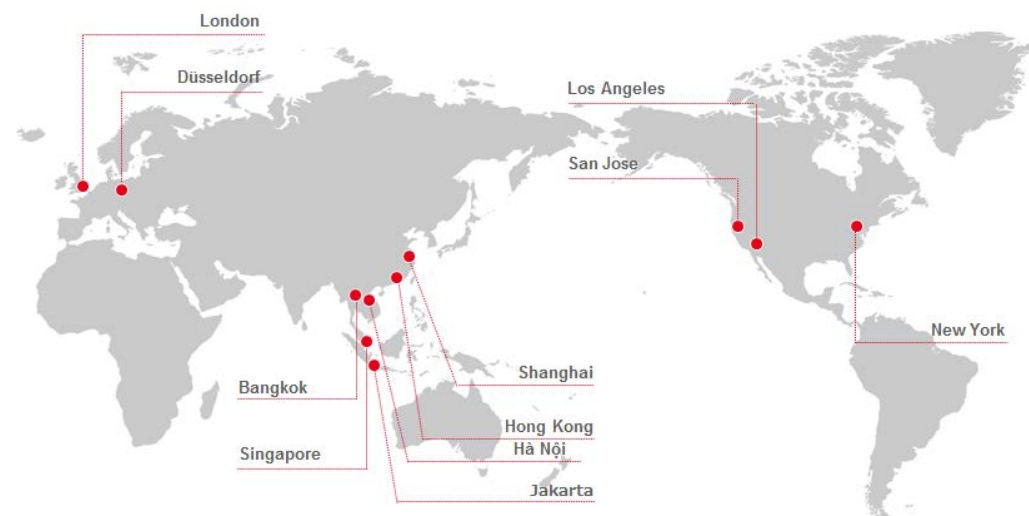 London
Düsseldorf
Los Angeles
San Jose
New York
Shanghai
Bangkok
Hong Kong
Hà Nội
Singapore
Jakarta